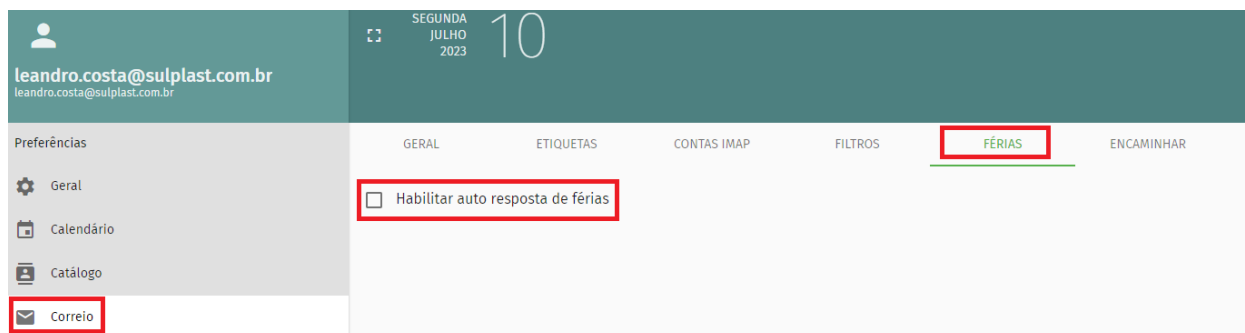 SEGUNDA
JULHO
2023
10
leandro.costa@sulplast.com.br
leandro.costa@sulplast.com.br
Preferências
Geral
Calendário
Catálogo
Correio
GERAL ETIQUETAS CONTAS IMAP FILTROS FÉRIAS ENCAMINHAR
Habilitar auto resposta de férias